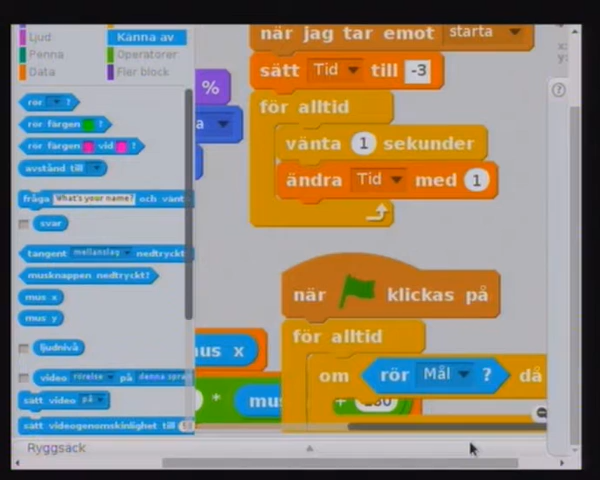 Ljud
Känna av
Penna
Operatorer
Data
Fler block
rör ?
rör färgen ?
rör färgen vid ?
avstånd till
fråga What's your name? och vänta
svar
tangent mellanslag nedtryckt
musknappen nedtryckt?
mus x
mus y
ljudnivå
video rörelse på denna
sätt video på
sätt videogenomskinlighet till
när jag tar emot starta
sätt Tid till -3
för alltid
vänta 1 sekunder
ändra Tid med 1
%
a
när klickas på
för alltid
om rör Mål ? då
mus x
*
+
x:
y:
?
Ryggsäck